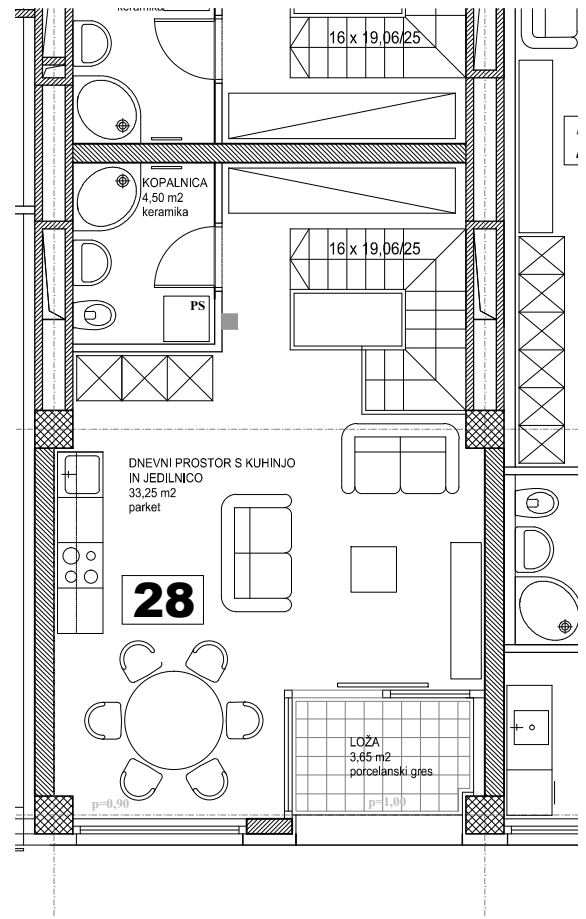 keramika
16 x 19,06/25
KOPALNICA
4,50 m2
keramika
16 x 19,06/25
PS
DNEVNI PROSTOR S KUHINJO
IN JEDILNICO
33,25 m2
parket
28
LOŽA
3,65 m2
porcelanski gres
p=0,90
p=1,00